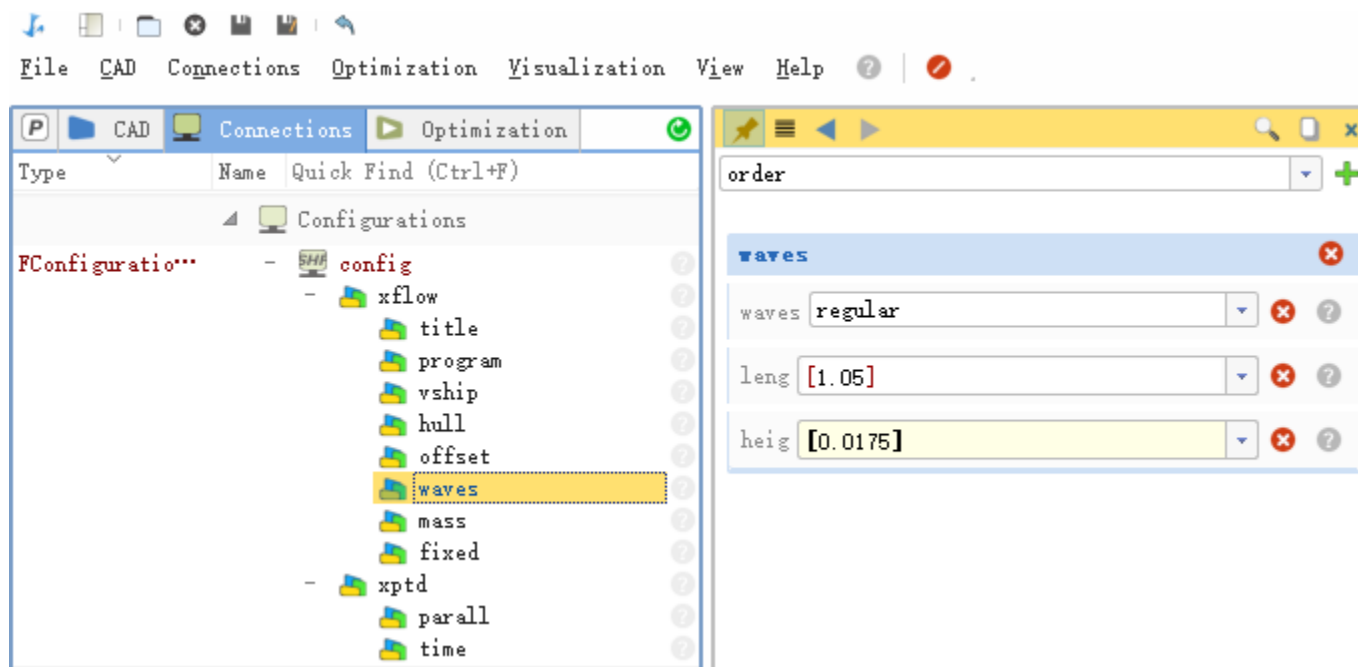 File CAD Connections Optimization Visualization View Help
P CAD Connections Optimization
Type Name Quick Find (Ctrl+F)
Configurations
FConfiguratio… SHF config
xflow
title
program
vship
hull
offset
waves
mass
fixed
xptd
parall
time
order
waves
waves regular
leng [1.05]
heig [0.0175]